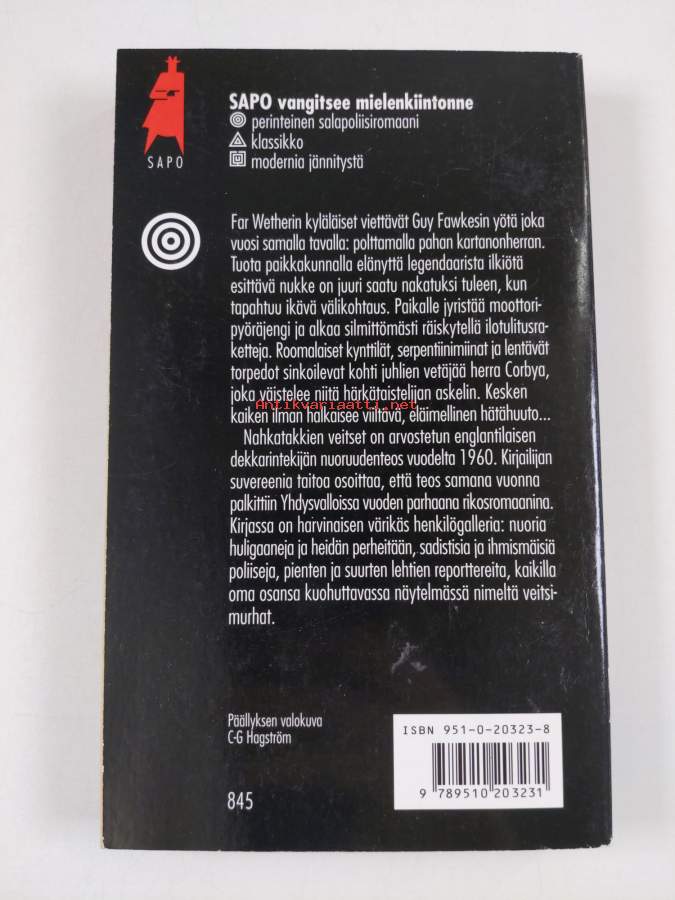 SAPO
SAPO vangitsee mielenkiintonne
perinteinen salapoliisiromaani
klassikko
modernia jännitystä
Far Wetherin kyläläiset viettävät Guy Fawkesin yötä joka
vuosi samalla tavalla: polttamalla pahan kartanonherran.
Tuota paikkakunnalla elänyttä legendaarista ilkiötä
esittävä nukke on juuri saatu nakatuksi tuleen, kun
tapahtuu ikävä välikohtaus. Paikalle jyristää moottori-
pyöräjengi ja alkaa silmittömästi räiskytellä ilotulitusra-
ketteja. Roomalaiset kynttilät, serpentiinimiinat ja lentävät
torpedot sinkoilevat kohti juhlien vetäjää herra Corbya,
joka väistelee niitä härkätaistelijan askelin. Kesken
Antikvariaatti.net
kaiken ilman halkaisee viiltävä, eläimellinen hätähuuto...
Nahkatakkien veitset on arvostetun englantilaisen
dekkarintekijän nuoruudenteos vuodelta 1960. Kirjailijan
suvereenia taitoa osoittaa, että teos samana vuonna
palkittiin Yhdysvalloissa vuoden parhaana rikosromaanina.
Kirjassa on harvinaisen värikäs henkilögalleria: nuoria
huligaaneja ja heidän perheitään, sadistisia ja ihmismäisiä
poliiseja, pienten ja suurten lehtien reporttereita, kaikilla
oma osansa kuohuttavassa näytelmässä nimeltä veitsi-
murhat.
Päällyksen valokuva
C-G Hagström
845
ISBN 951-0-20323-8
9 789510 203231